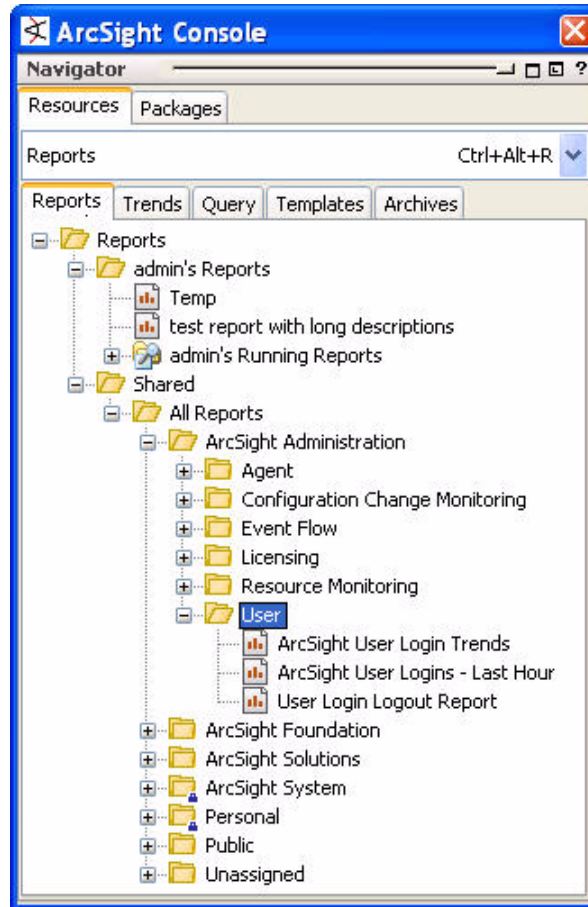 ArcSight Console
Navigator ?
Resources Packages
Reports Ctrl+Alt+R
Reports Trends Query Templates Archives
Reports
admin's Reports
Temp
test report with long descriptions
admin's Running Reports
Shared
All Reports
ArcSight Administration
Agent
Configuration Change Monitoring
Event Flow
Licensing
Resource Monitoring
User
ArcSight User Login Trends
ArcSight User Logins - Last Hour
User Login Logout Report
ArcSight Foundation
ArcSight Solutions
ArcSight System
Personal
Public
Unassigned